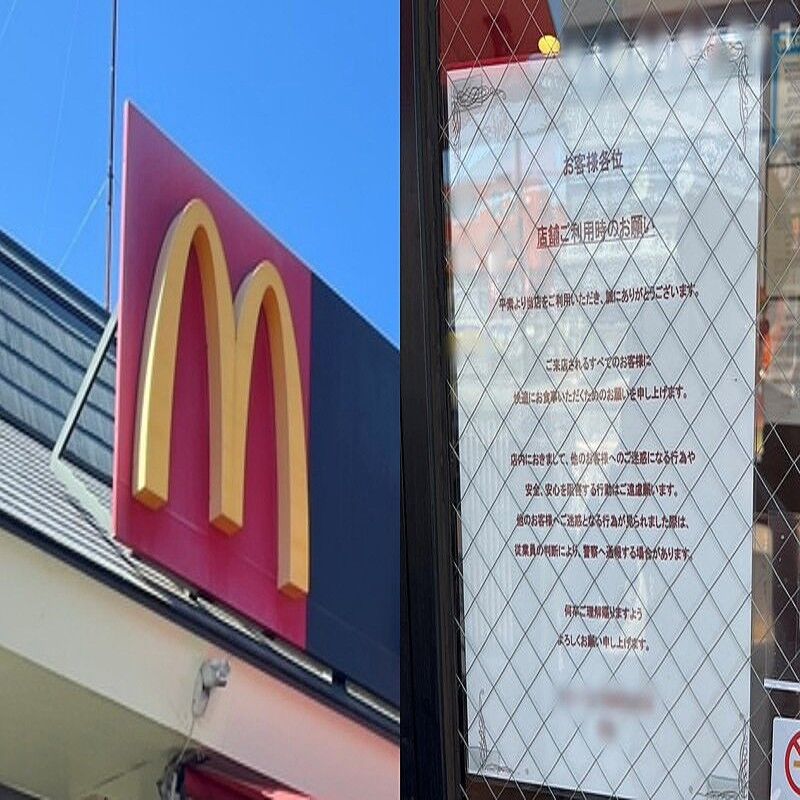 お客様各位
店舗ご利用時のお願い
平素より当店をご利用いただき、誠にありがとうございます。
ご来店されるすべてのお客様に
快適にお食事いただくためのお願いを申し上げます。
店内におきまして、他のお客様へのご迷惑になる行為や
安全、安心を阻害する行動はご遠慮願います。
他のお客様へご迷惑となる行為が見られました際は、
従業員の判断により、警察へ通報する場合があります。
何卒ご理解賜りますよう
よろしくお願い申し上げます。